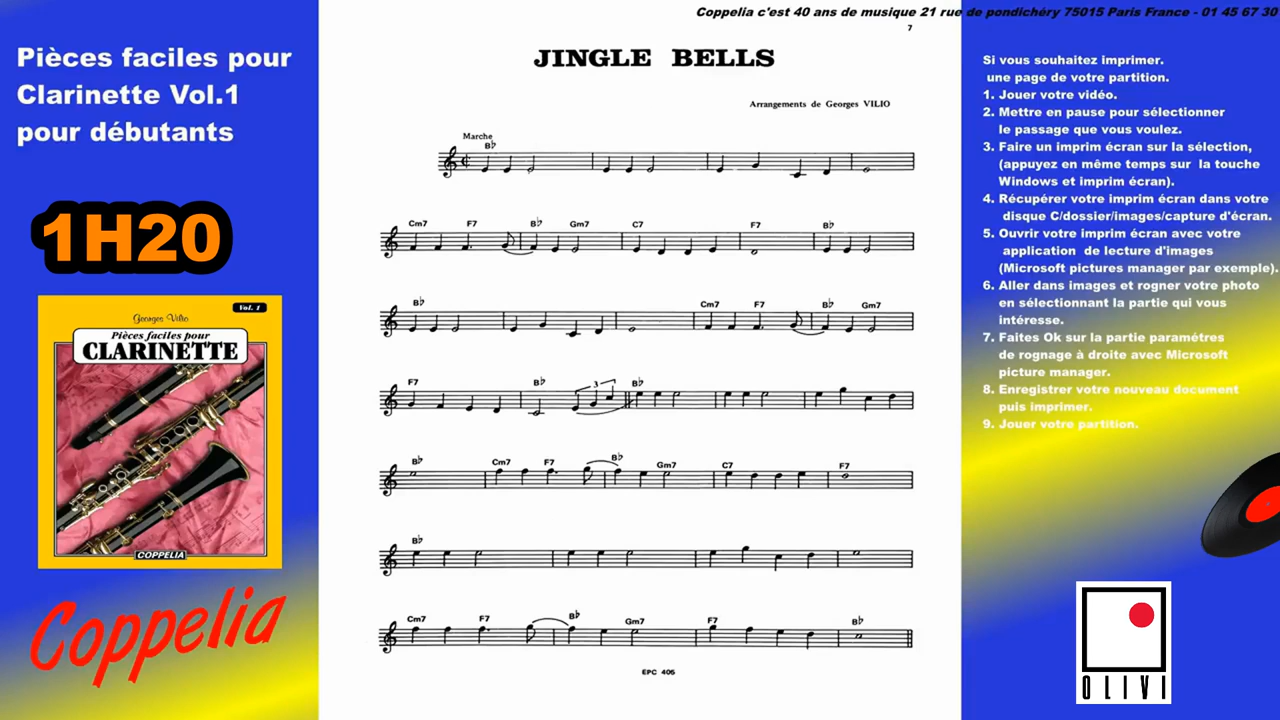 Coppelia c'est 40 ans de musique 21 rue de pondichéry 75015 Paris France - 01 45 67 30
Pièces faciles pour
Clarinette Vol.1
pour débutants
1H20
Vol. 1
Georges Vilio
Pièces faciles pour
CLARINETTE
COPPELIA
Coppelia
7
JINGLE BELLS
Arrangements de Georges VILIO
Marche
B♭
Cm7 F7 B♭ Gm7 C7 F7 B♭
B♭ Cm7 F7 B♭ Gm7
F7 B♭ 3 B♭
B♭ Cm7 F7 B♭ Gm7 C7 F7
B♭
Cm7 F7 B♭ Gm7 F7 B♭
EPC 405
Si vous souhaitez imprimer.
une page de votre partition.
1. Jouer votre vidéo.
2. Mettre en pause pour sélectionner
le passage que vous voulez.
3. Faire un imprim écran sur la sélection,
(appuyez en même temps sur la touche
Windows et imprim écran).
4. Récupérer votre imprim écran dans votre
disque C/dossier/images/capture d'écran.
5. Ouvrir votre imprim écran avec votre
application de lecture d'images
(Microsoft pictures manager par exemple).
6. Aller dans images et rogner votre photo
en sélectionnant la partie qui vous
intéresse.
7. Faites Ok sur la partie paramétres
de rognage à droite avec Microsoft
picture manager.
8. Enregistrer votre nouveau document
puis imprimer.
9. Jouer votre partition.
OLIVI